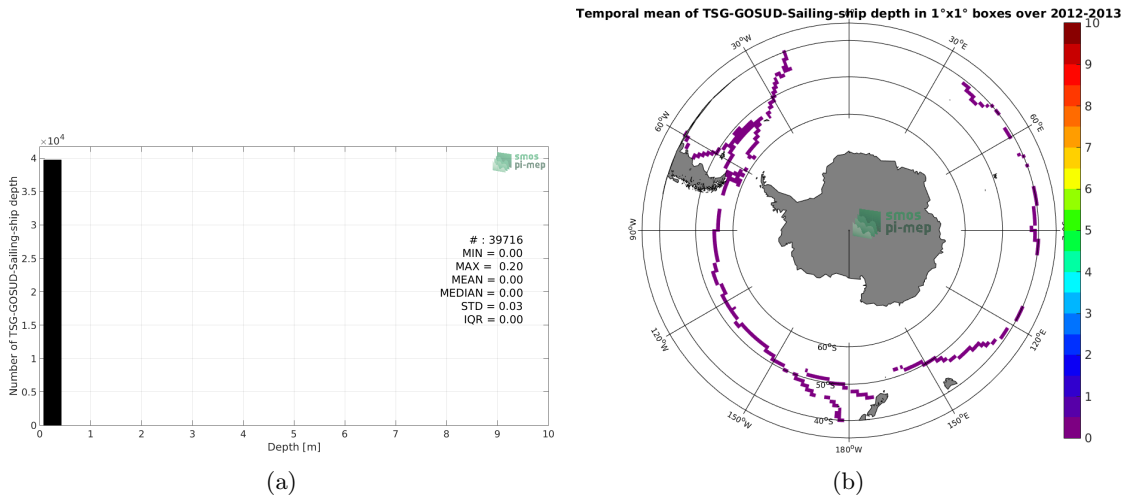 Temporal mean of TSG-GOSUD-Sailing-ship depth in 1°x1° boxes over 2012-2013
×10⁴
4
3.5
3
2.5
2
1.5
1
0.5
0
Number of TSG-GOSUD-Sailing-ship depth
smos
pi-mep
# : 39716
MIN = 0.00
MAX = 0.20
MEAN = 0.00
MEDIAN = 0.00
STD = 0.03
IQR = 0.00
0 1 2 3 4 5 6 7 8 9 10
Depth [m]
30°W
30°E
60°W
60°E
90°W
smos
pi-mep
120°W
120°E
60°S
50°S
40°S
150°W
150°E
180°W
10
9
8
7
6
5
4
3
2
1
0
(a)
(b)